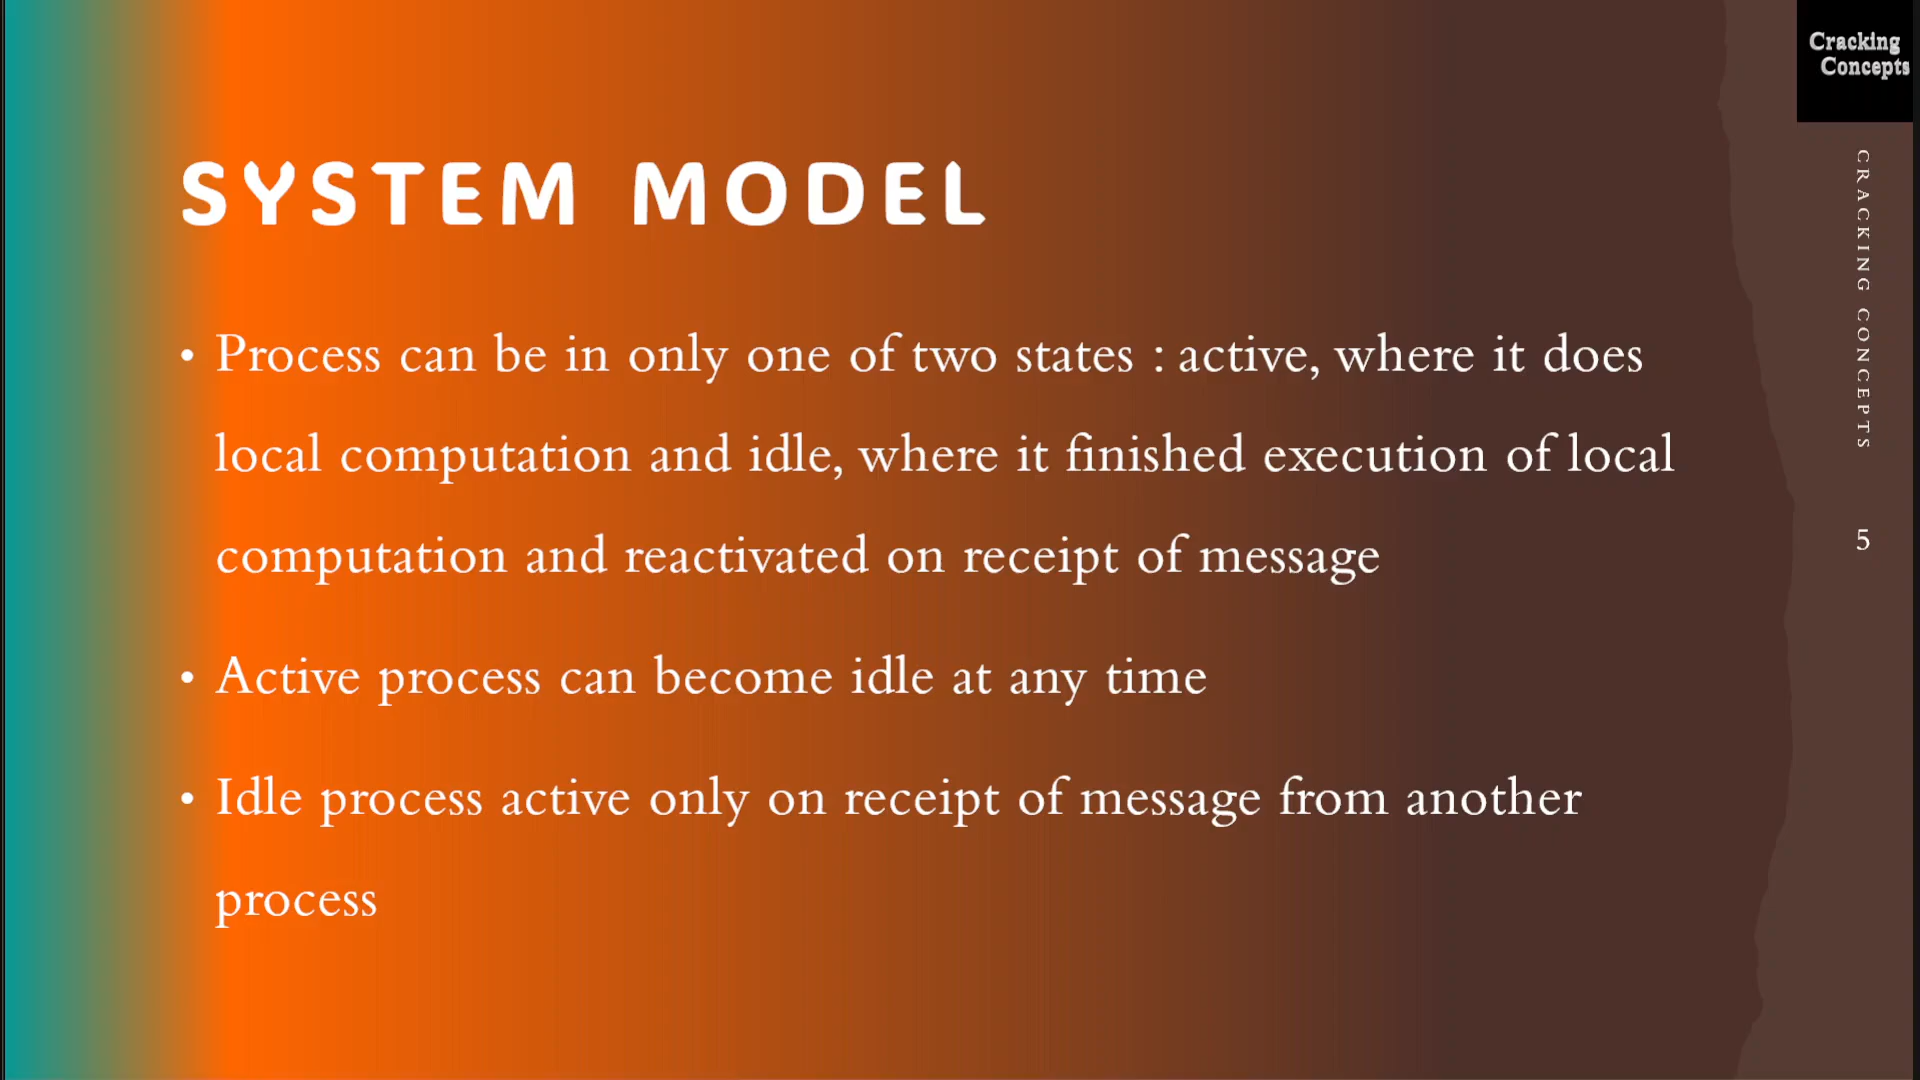 Cracking
Concepts
SYSTEM MODEL
• Process can be in only one of two states : active, where it does
local computation and idle, where it finished execution of local
computation and reactivated on receipt of message
• Active process can become idle at any time
• Idle process active only on receipt of message from another
process
CRACKING CONCEPTS
5